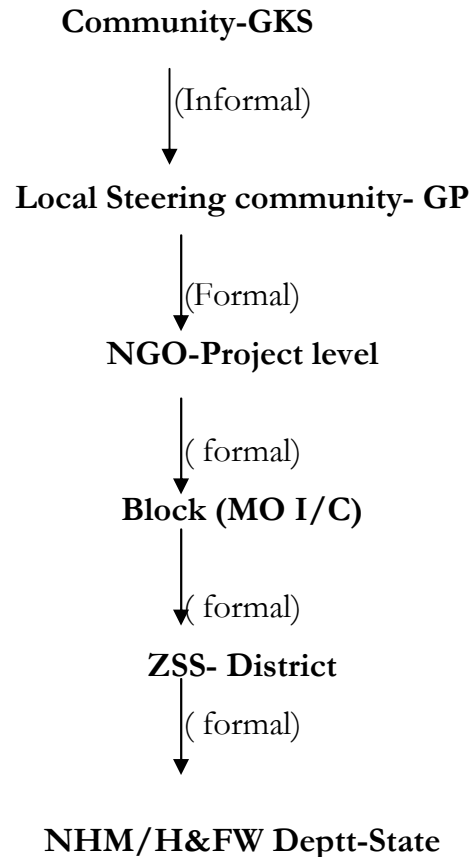 Community-GKS
(Informal)
Local Steering community- GP
(Formal)
NGO-Project level
( formal)
Block (MO I/C)
( formal)
ZSS- District
( formal)
NHM/H&FW Deptt-State